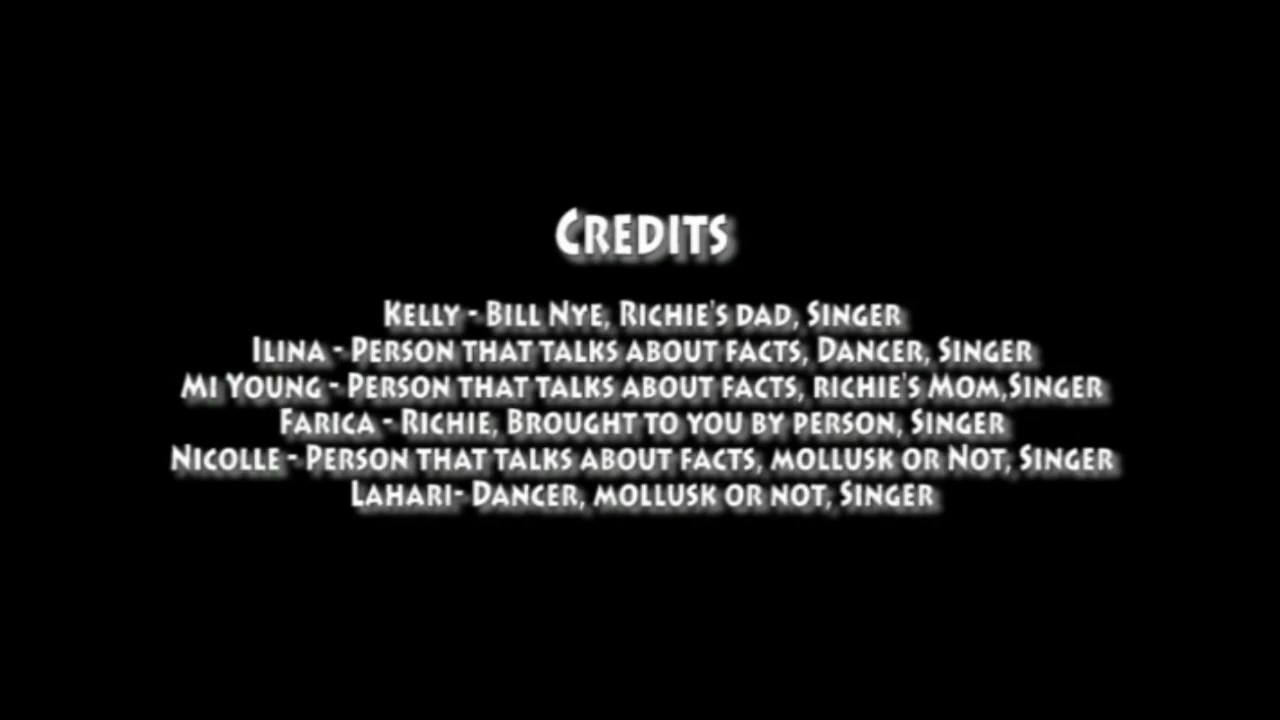 Credits
Kelly - Bill Nye, Richie's dad, Singer
Ilina - Person that talks about facts, Dancer, Singer
Mi Young - Person that talks about facts, richie's Mom,Singer
Farica - Richie, Brought to you by person, Singer
Nicolle - Person that talks about facts, mollusk or Not, Singer
Lahari- Dancer, mollusk or not, Singer